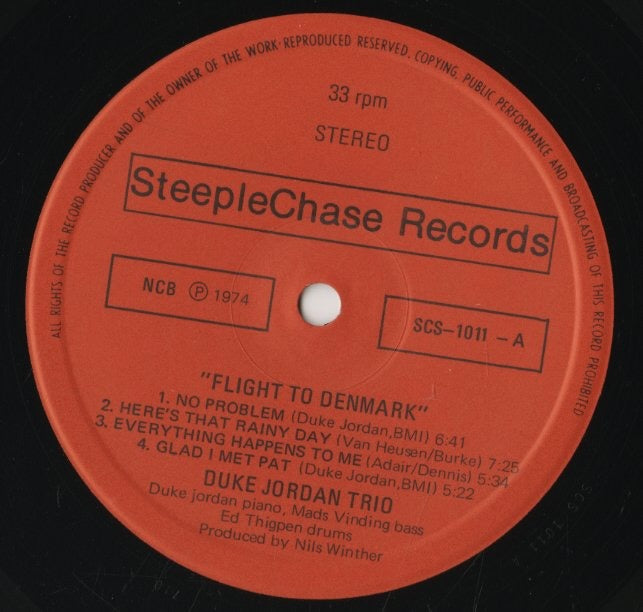 ALL RIGHTS OF THE RECORD PRODUCER AND OF THE OWNER OF THE WORK REPRODUCED RESERVED. COPYING, PUBLIC PERFORMANCE AND BROADCASTING OF THIS RECORD PROHIBITED
33 rpm
STEREO
SteepleChase Records
NCB Ⓟ 1974
SCS-1011 - A
"FLIGHT TO DENMARK"
1. NO PROBLEM (Duke Jordan,BMI) 6:41
2. HERE'S THAT RAINY DAY (Van Heusen/Burke) 7:25
3. EVERYTHING HAPPENS TO ME (Adair/Dennis) 5:34
4. GLAD I MET PAT (Duke Jordan,BMI) 5:22
DUKE JORDAN TRIO
Duke jordan piano, Mads Vinding bass
Ed Thigpen drums
Produced by Nils Winther